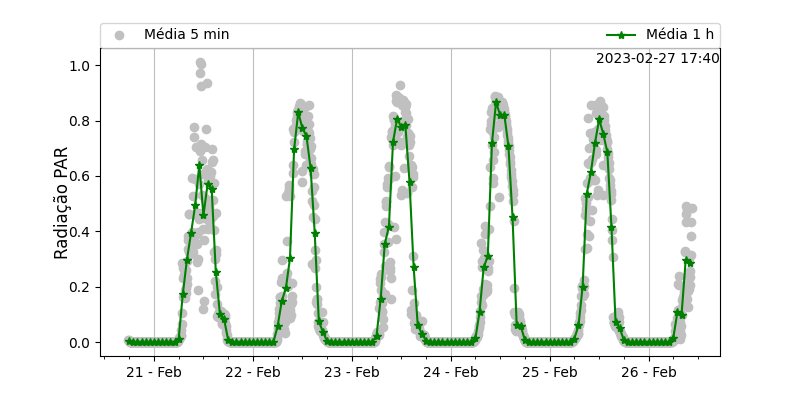 Média 5 min
Média 1 h
2023-02-27 17:40
Radiação PAR
1.0
0.8
0.6
0.4
0.2
0.0
21 - Feb
22 - Feb
23 - Feb
24 - Feb
25 - Feb
26 - Feb